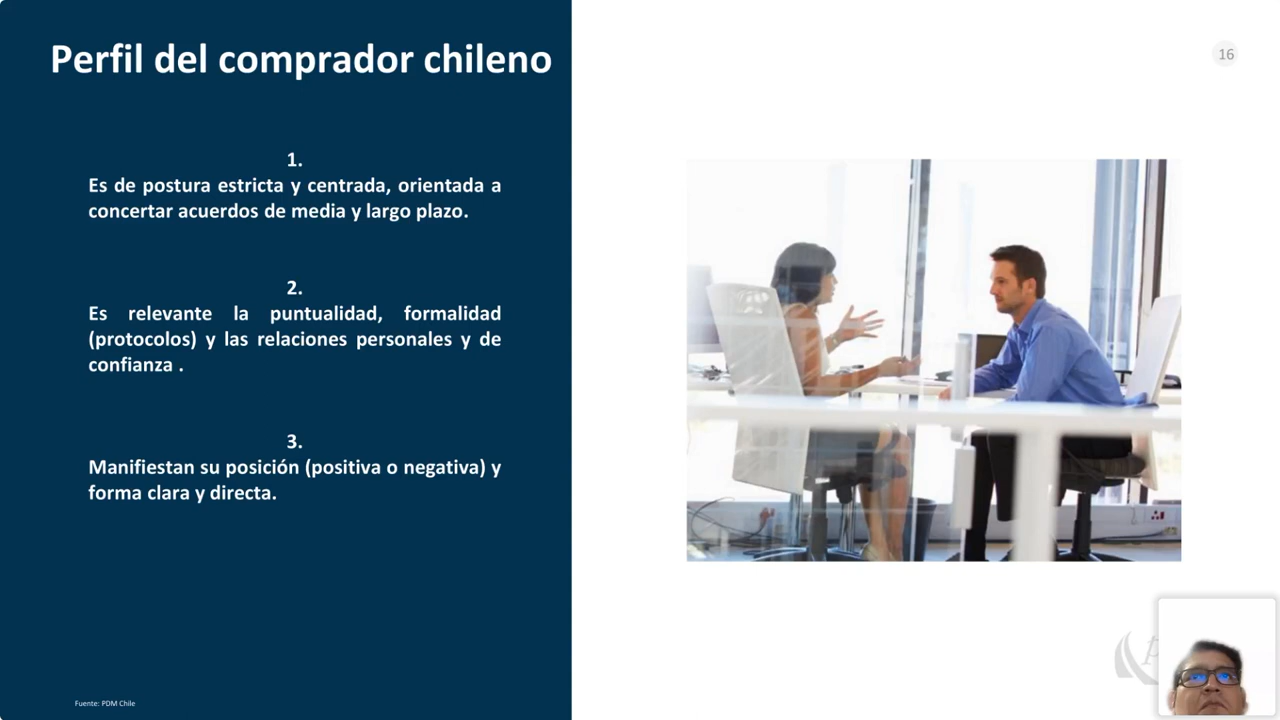 Perfil del comprador chileno
16
1.
Es de postura estricta y centrada, orientada a
concertar acuerdos de media y largo plazo.
2.
Es relevante la puntualidad, formalidad
(protocolos) y las relaciones personales y de
confianza .
3.
Manifiestan su posición (positiva o negativa) y
forma clara y directa.
Fuente: PDM Chile